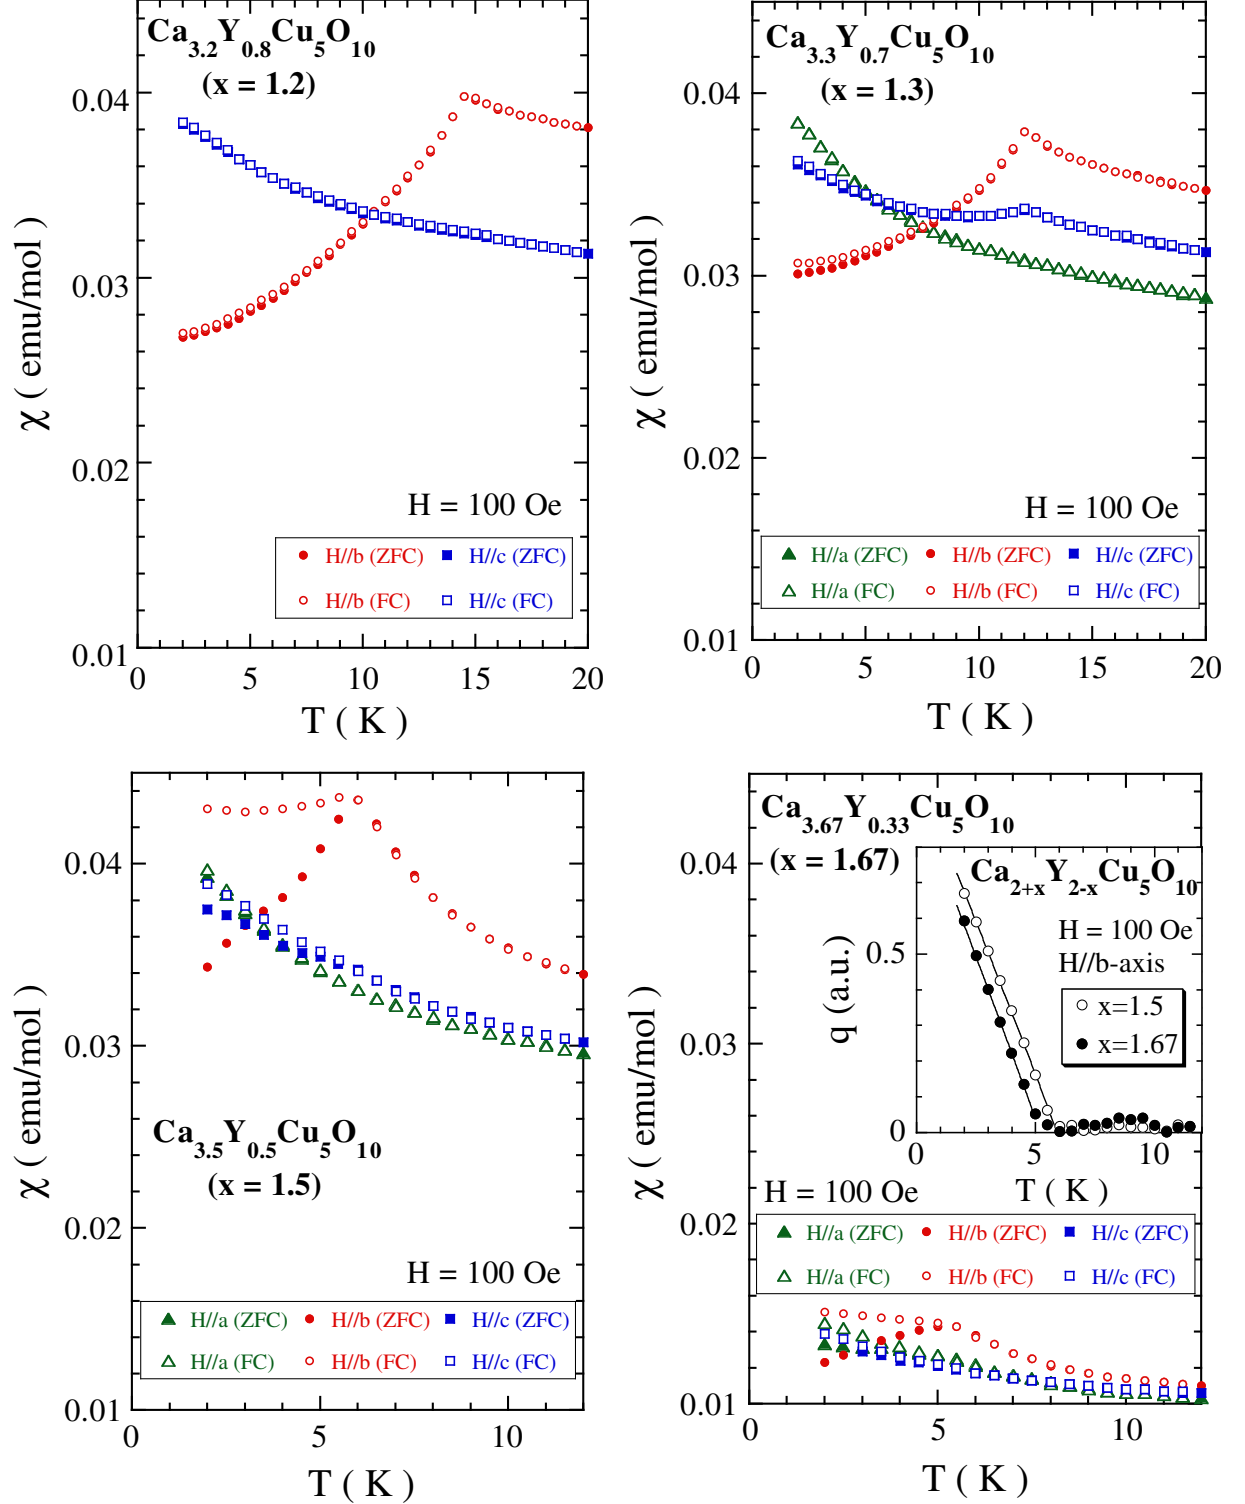 Ca3.2Y0.8Cu5O10
(x = 1.2)
0.04
0.03
0.02
0.01
χ ( emu/mol)
H = 100 Oe
H//b (ZFC) H//c (ZFC)
H//b (FC) H//c (FC)
0 5 10 15 20
T ( K )
Ca3.3Y0.7Cu5O10
(x = 1.3)
0.04
0.03
0.02
0.01
χ ( emu/mol)
H = 100 Oe
H//a (ZFC) H//b (ZFC) H//c (ZFC)
H//a (FC) H//b (FC) H//c (FC)
0 5 10 15 20
T ( K )
0.04
0.03
0.02
0.01
χ ( emu/mol)
Ca3.5Y0.5Cu5O10
(x = 1.5)
H = 100 Oe
H//a (ZFC) H//b (ZFC) H//c (ZFC)
H//a (FC) H//b (FC) H//c (FC)
0 5 10
T ( K )
Ca3.67Y0.33Cu5O10
(x = 1.67)
0.04
0.03
0.02
0.01
χ ( emu/mol)
Ca2+xY2-xCu5O10
H = 100 Oe
H//b-axis
x=1.5
x=1.67
q (a.u.)
0.5
0
0 5 10
T ( K )
H = 100 Oe
H//a (ZFC) H//b (ZFC) H//c (ZFC)
H//a (FC) H//b (FC) H//c (FC)
0 5 10
T ( K )